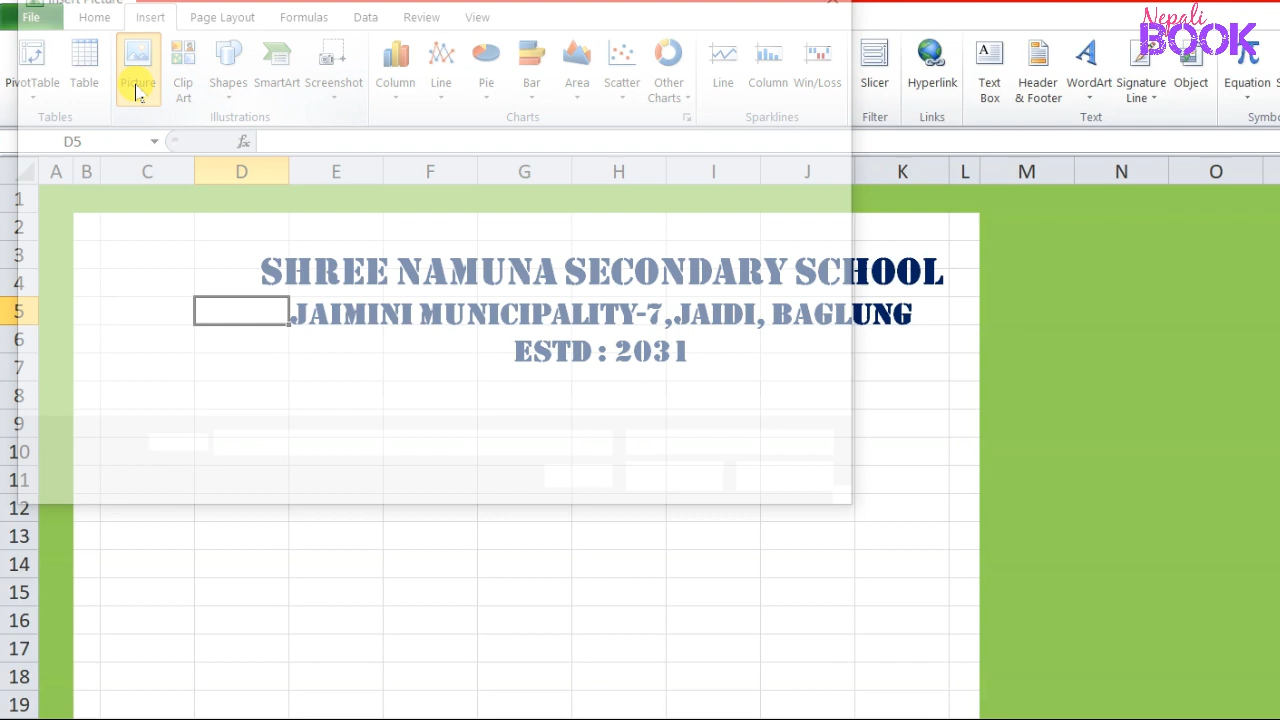 Insert Picture
File Home Insert Page Layout Formulas Data Review View
Nepali
BOOK
PivotTable Table Picture Clip Art Shapes SmartArt Screenshot Column Line Pie Bar Area Scatter Other Charts Line Column Win/Loss Slicer Hyperlink Text Box Header & Footer WordArt Signature Line Object Equation
Tables Illustrations Charts Sparklines Filter Links Text Symbo
D5 fx
A B C D E F G H I J K L M N O
1
2
3
SHREE NAMUNA SECONDARY SCHOOL
4
5 JAIMINI MUNICIPALITY-7,JAIDI, BAGLUNG
6
ESTD : 2031
7
8
9
10
11
12
13
14
15
16
17
18
19